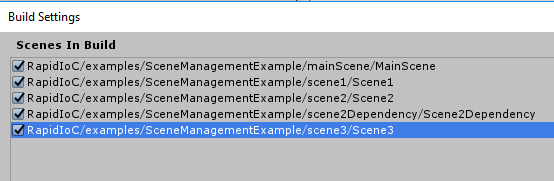 Build Settings
Scenes In Build
RapidIoC/examples/SceneManagementExample/mainScene/MainScene
RapidIoC/examples/SceneManagementExample/scene1/Scene1
RapidIoC/examples/SceneManagementExample/scene2/Scene2
RapidIoC/examples/SceneManagementExample/scene2Dependency/Scene2Dependency
RapidIoC/examples/SceneManagementExample/scene3/Scene3